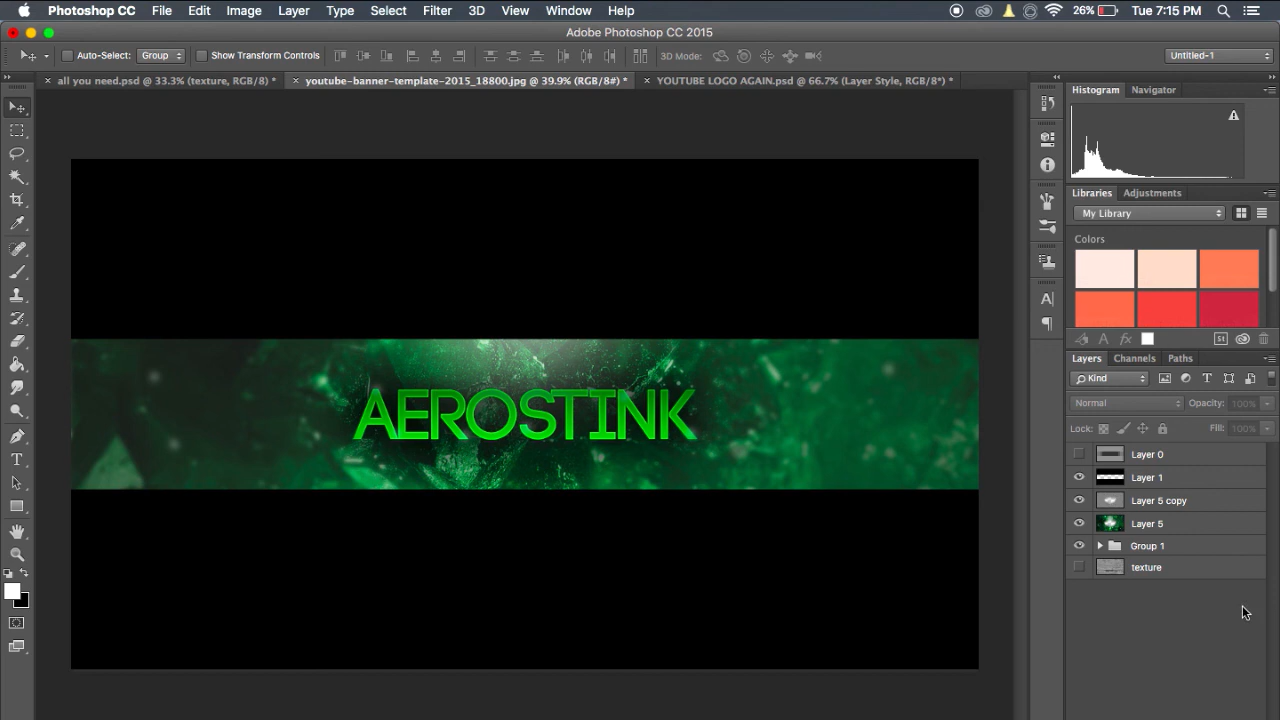 Photoshop CC File Edit Image Layer Type Select Filter 3D View Window Help 26% Tue 7:15 PM
Adobe Photoshop CC 2015
Auto-Select: Group Show Transform Controls 3D Mode: Untitled-1
all you need.psd @ 33.3% (texture, RGB/8) * youtube-banner-template-2015_18800.jpg @ 39.9% (RGB/8#) * YOUTUBE LOGO AGAIN.psd @ 66.7% (Layer Style, RGB/8*) *
Histogram Navigator
Libraries Adjustments
My Library
Colors
St
Layers Channels Paths
Kind
Normal Opacity: 100%
Lock: Fill: 100%
Layer 0
Layer 1
Layer 5 copy
Layer 5
Group 1
texture
AEROSTINK